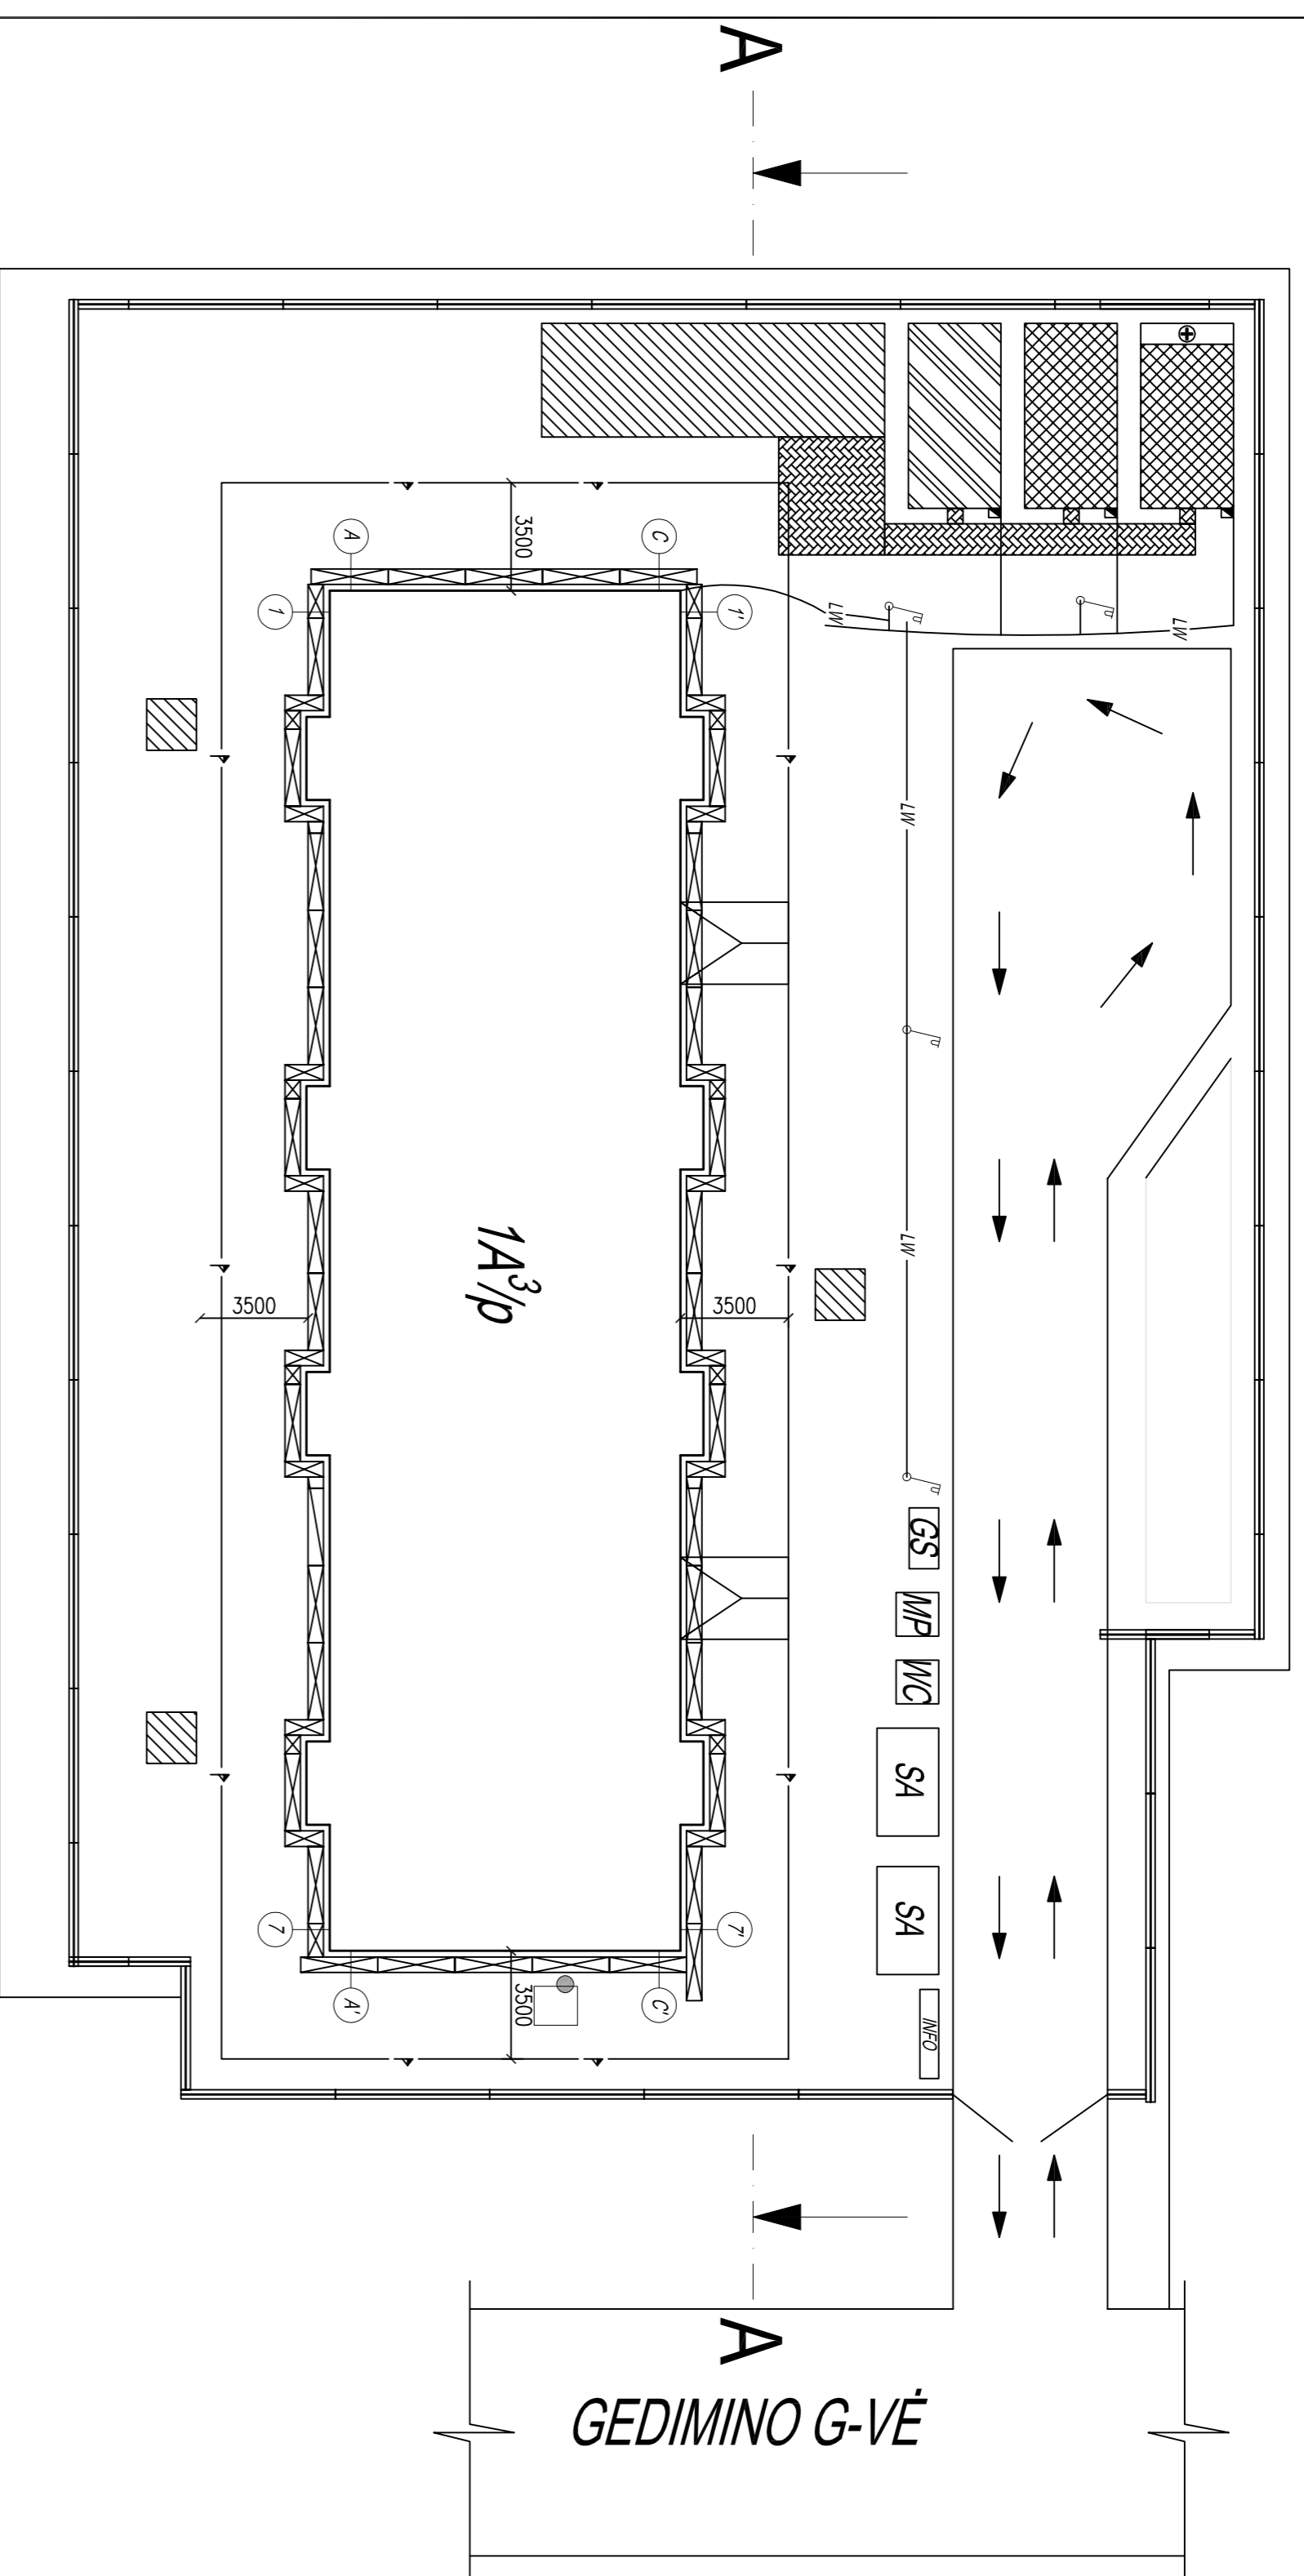 A
3500
A
C
1
1'
LW
LW
LW
1A³/p
LW
3500
3500
GS
MP
WC
SA
SA
7
7'
3500
A'
C'
INFO
A
GEDIMINO G-VĖ